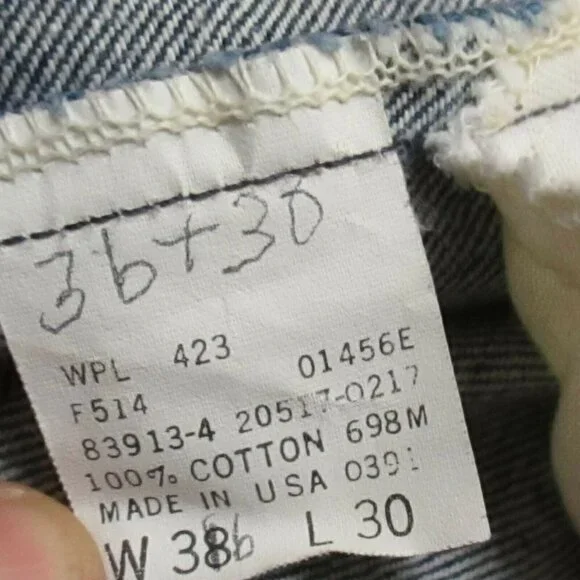 36+30
WPL 423 01456E
F514
83913-4 20517-0217
100% COTTON 698M
MADE IN USA 0391
W 38 36 L 30